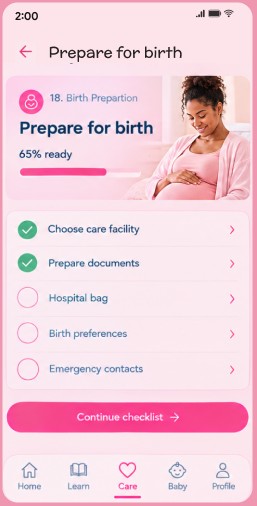 2:00
Prepare for birth
18. Birth Prepartion
Prepare for birth
65% ready
Choose care facility
Prepare documents
Hospital bag
Birth preferences
Emergency contacts
Continue checklist →
Home Learn Care Baby Profile